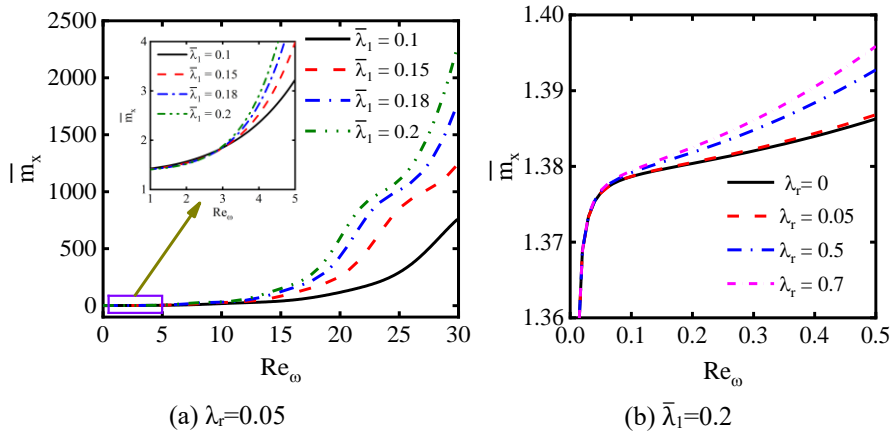 2500
2000
1500
1000
500
0
m̅ₓ
0 5 10 15 20 25 30
Re_ω
λ̅₁ = 0.1
λ̅₁ = 0.15
λ̅₁ = 0.18
λ̅₁ = 0.2
4
3
2
1
m̅ₓ
1 2 3 4 5
Re_ω
λ̅₁ = 0.1
λ̅₁ = 0.15
λ̅₁ = 0.18
λ̅₁ = 0.2
(a) λᵣ=0.05
1.40
1.39
1.38
1.37
1.36
m̅ₓ
0.0 0.1 0.2 0.3 0.4 0.5
Re_ω
λᵣ= 0
λᵣ = 0.05
λᵣ = 0.5
λᵣ = 0.7
(b) λ̅₁=0.2